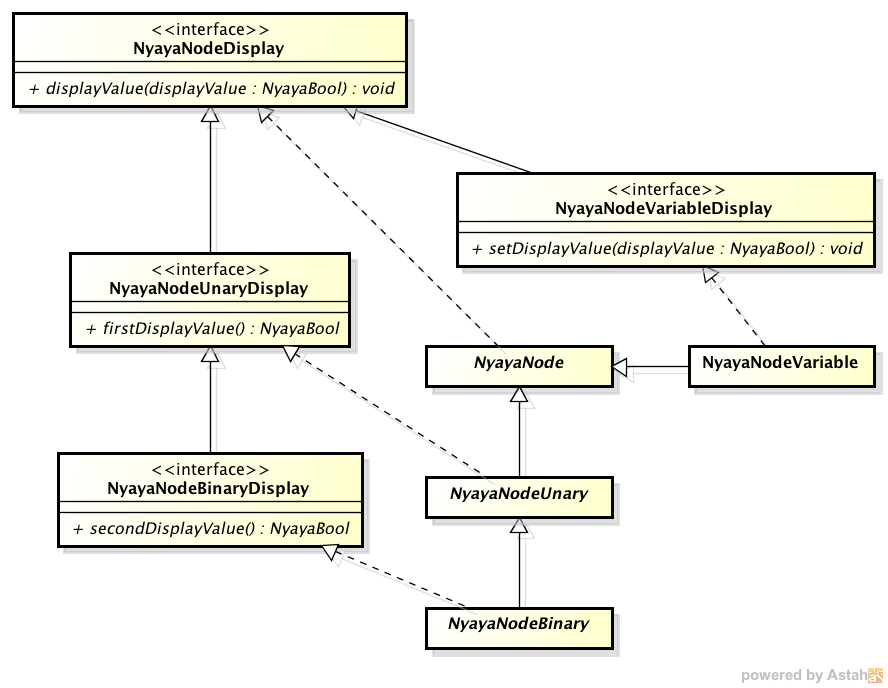 <<interface>>
NyayaNodeDisplay
+ displayValue(displayValue : NyayaBool) : void
<<interface>>
NyayaNodeVariableDisplay
+ setDisplayValue(displayValue : NyayaBool) : void
<<interface>>
NyayaNodeUnaryDisplay
+ firstDisplayValue() : NyayaBool
NyayaNode
NyayaNodeVariable
<<interface>>
NyayaNodeBinaryDisplay
+ secondDisplayValue() : NyayaBool
NyayaNodeUnary
NyayaNodeBinary
powered by Astah